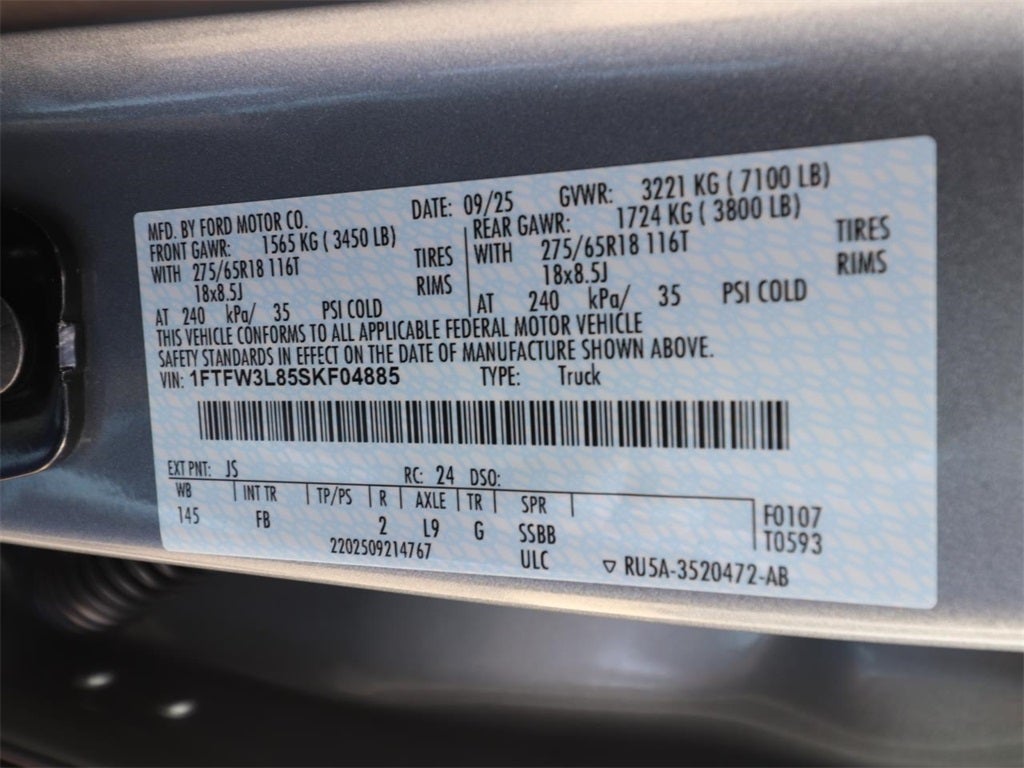 MFD. BY FORD MOTOR CO. DATE: 09/25 GVWR: 3221 KG ( 7100 LB)
FRONT GAWR: 1565 KG ( 3450 LB) REAR GAWR: 1724 KG ( 3800 LB)
WITH 275/65R18 116T TIRES WITH 275/65R18 116T TIRES
18x8.5J RIMS 18x8.5J RIMS
AT 240 kPa/ 35 PSI COLD AT 240 kPa/ 35 PSI COLD
THIS VEHICLE CONFORMS TO ALL APPLICABLE FEDERAL MOTOR VEHICLE
SAFETY STANDARDS IN EFFECT ON THE DATE OF MANUFACTURE SHOWN ABOVE.
VIN: 1FTFW3L85SKF04885 TYPE: Truck
EXT PNT: JS RC: 24 DSO:
WB INT TR TP/PS R AXLE TR SPR
145 FB 2 L9 G SSBB
F0107
T0593
2202509214767 ULC ▽ RU5A-3520472-AB